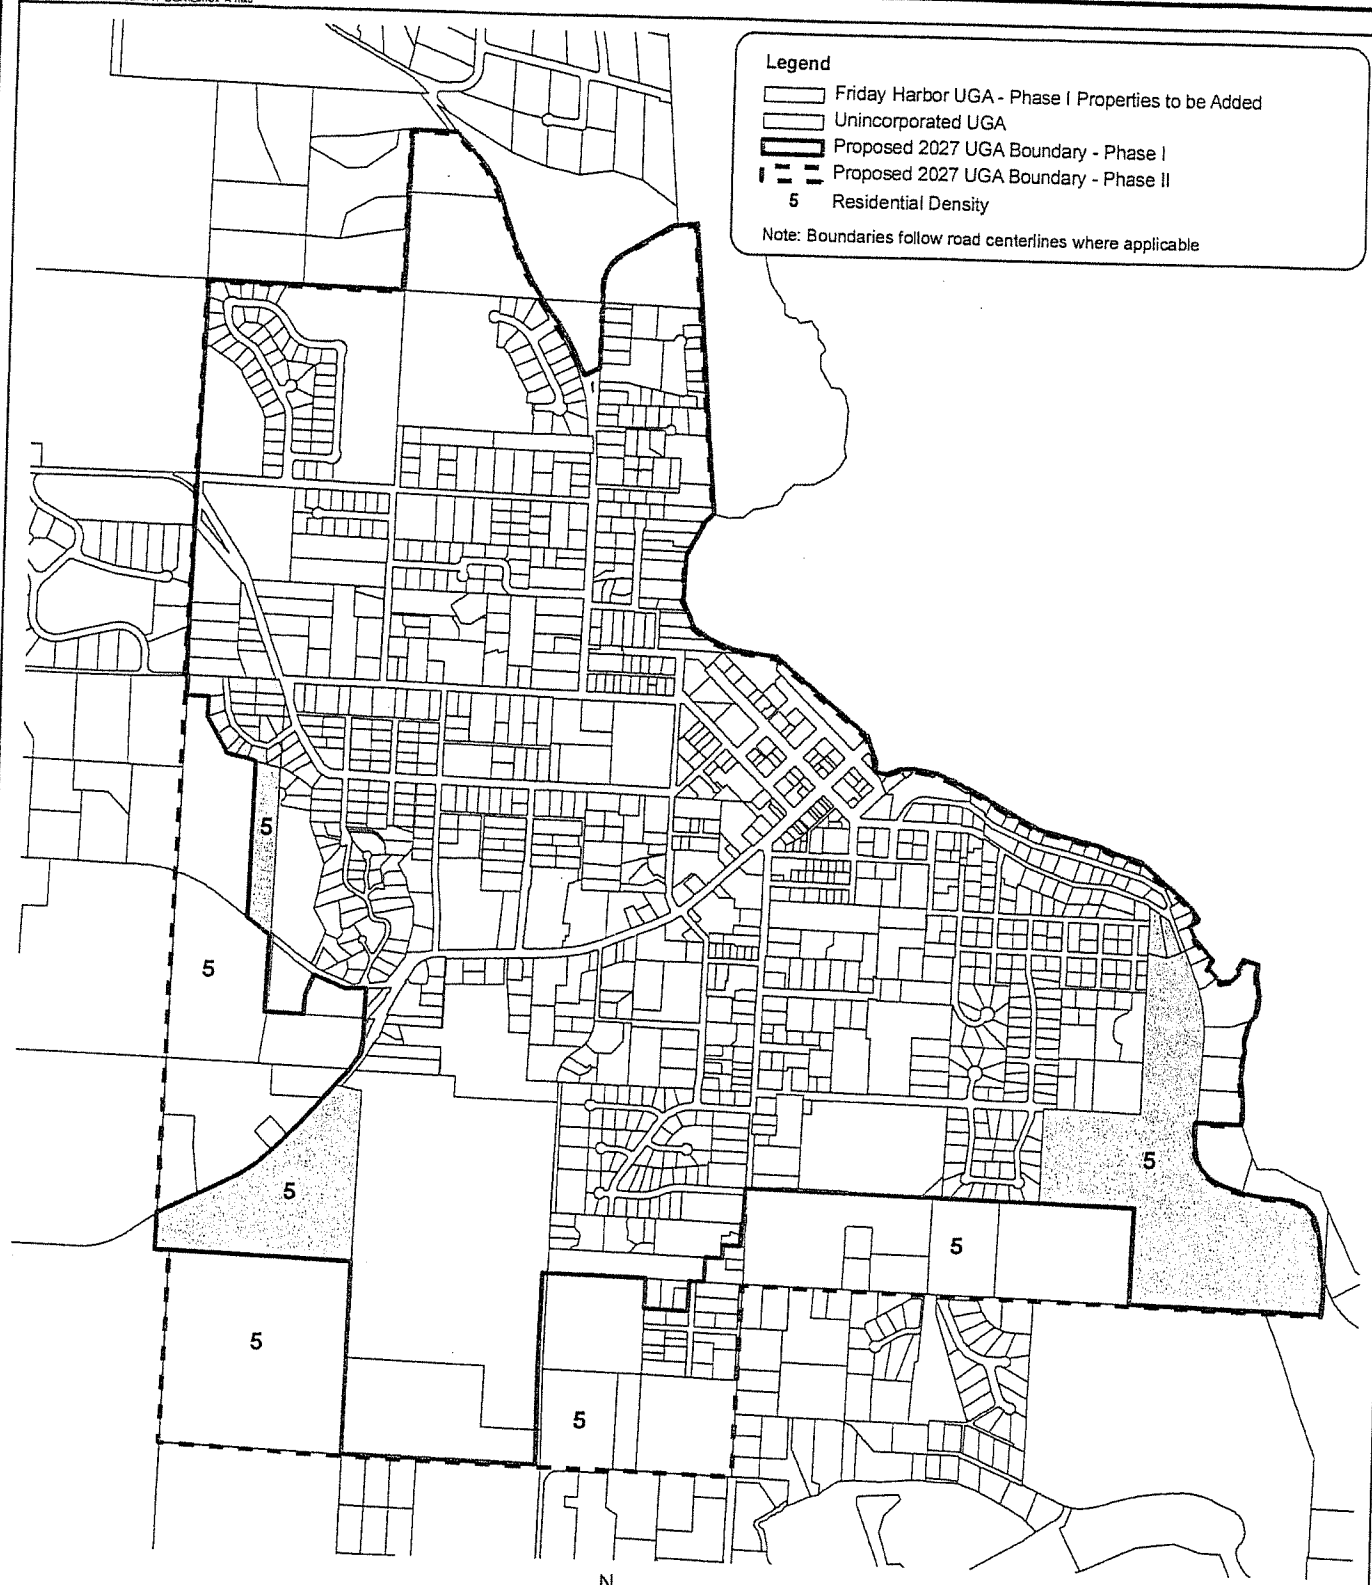 Legend
Friday Harbor UGA - Phase I Properties to be Added
Unincorporated UGA
Proposed 2027 UGA Boundary - Phase I
Proposed 2027 UGA Boundary - Phase II
5 Residential Density
Note: Boundaries follow road centerlines where applicable
5
5
5
5
5
5
5
N